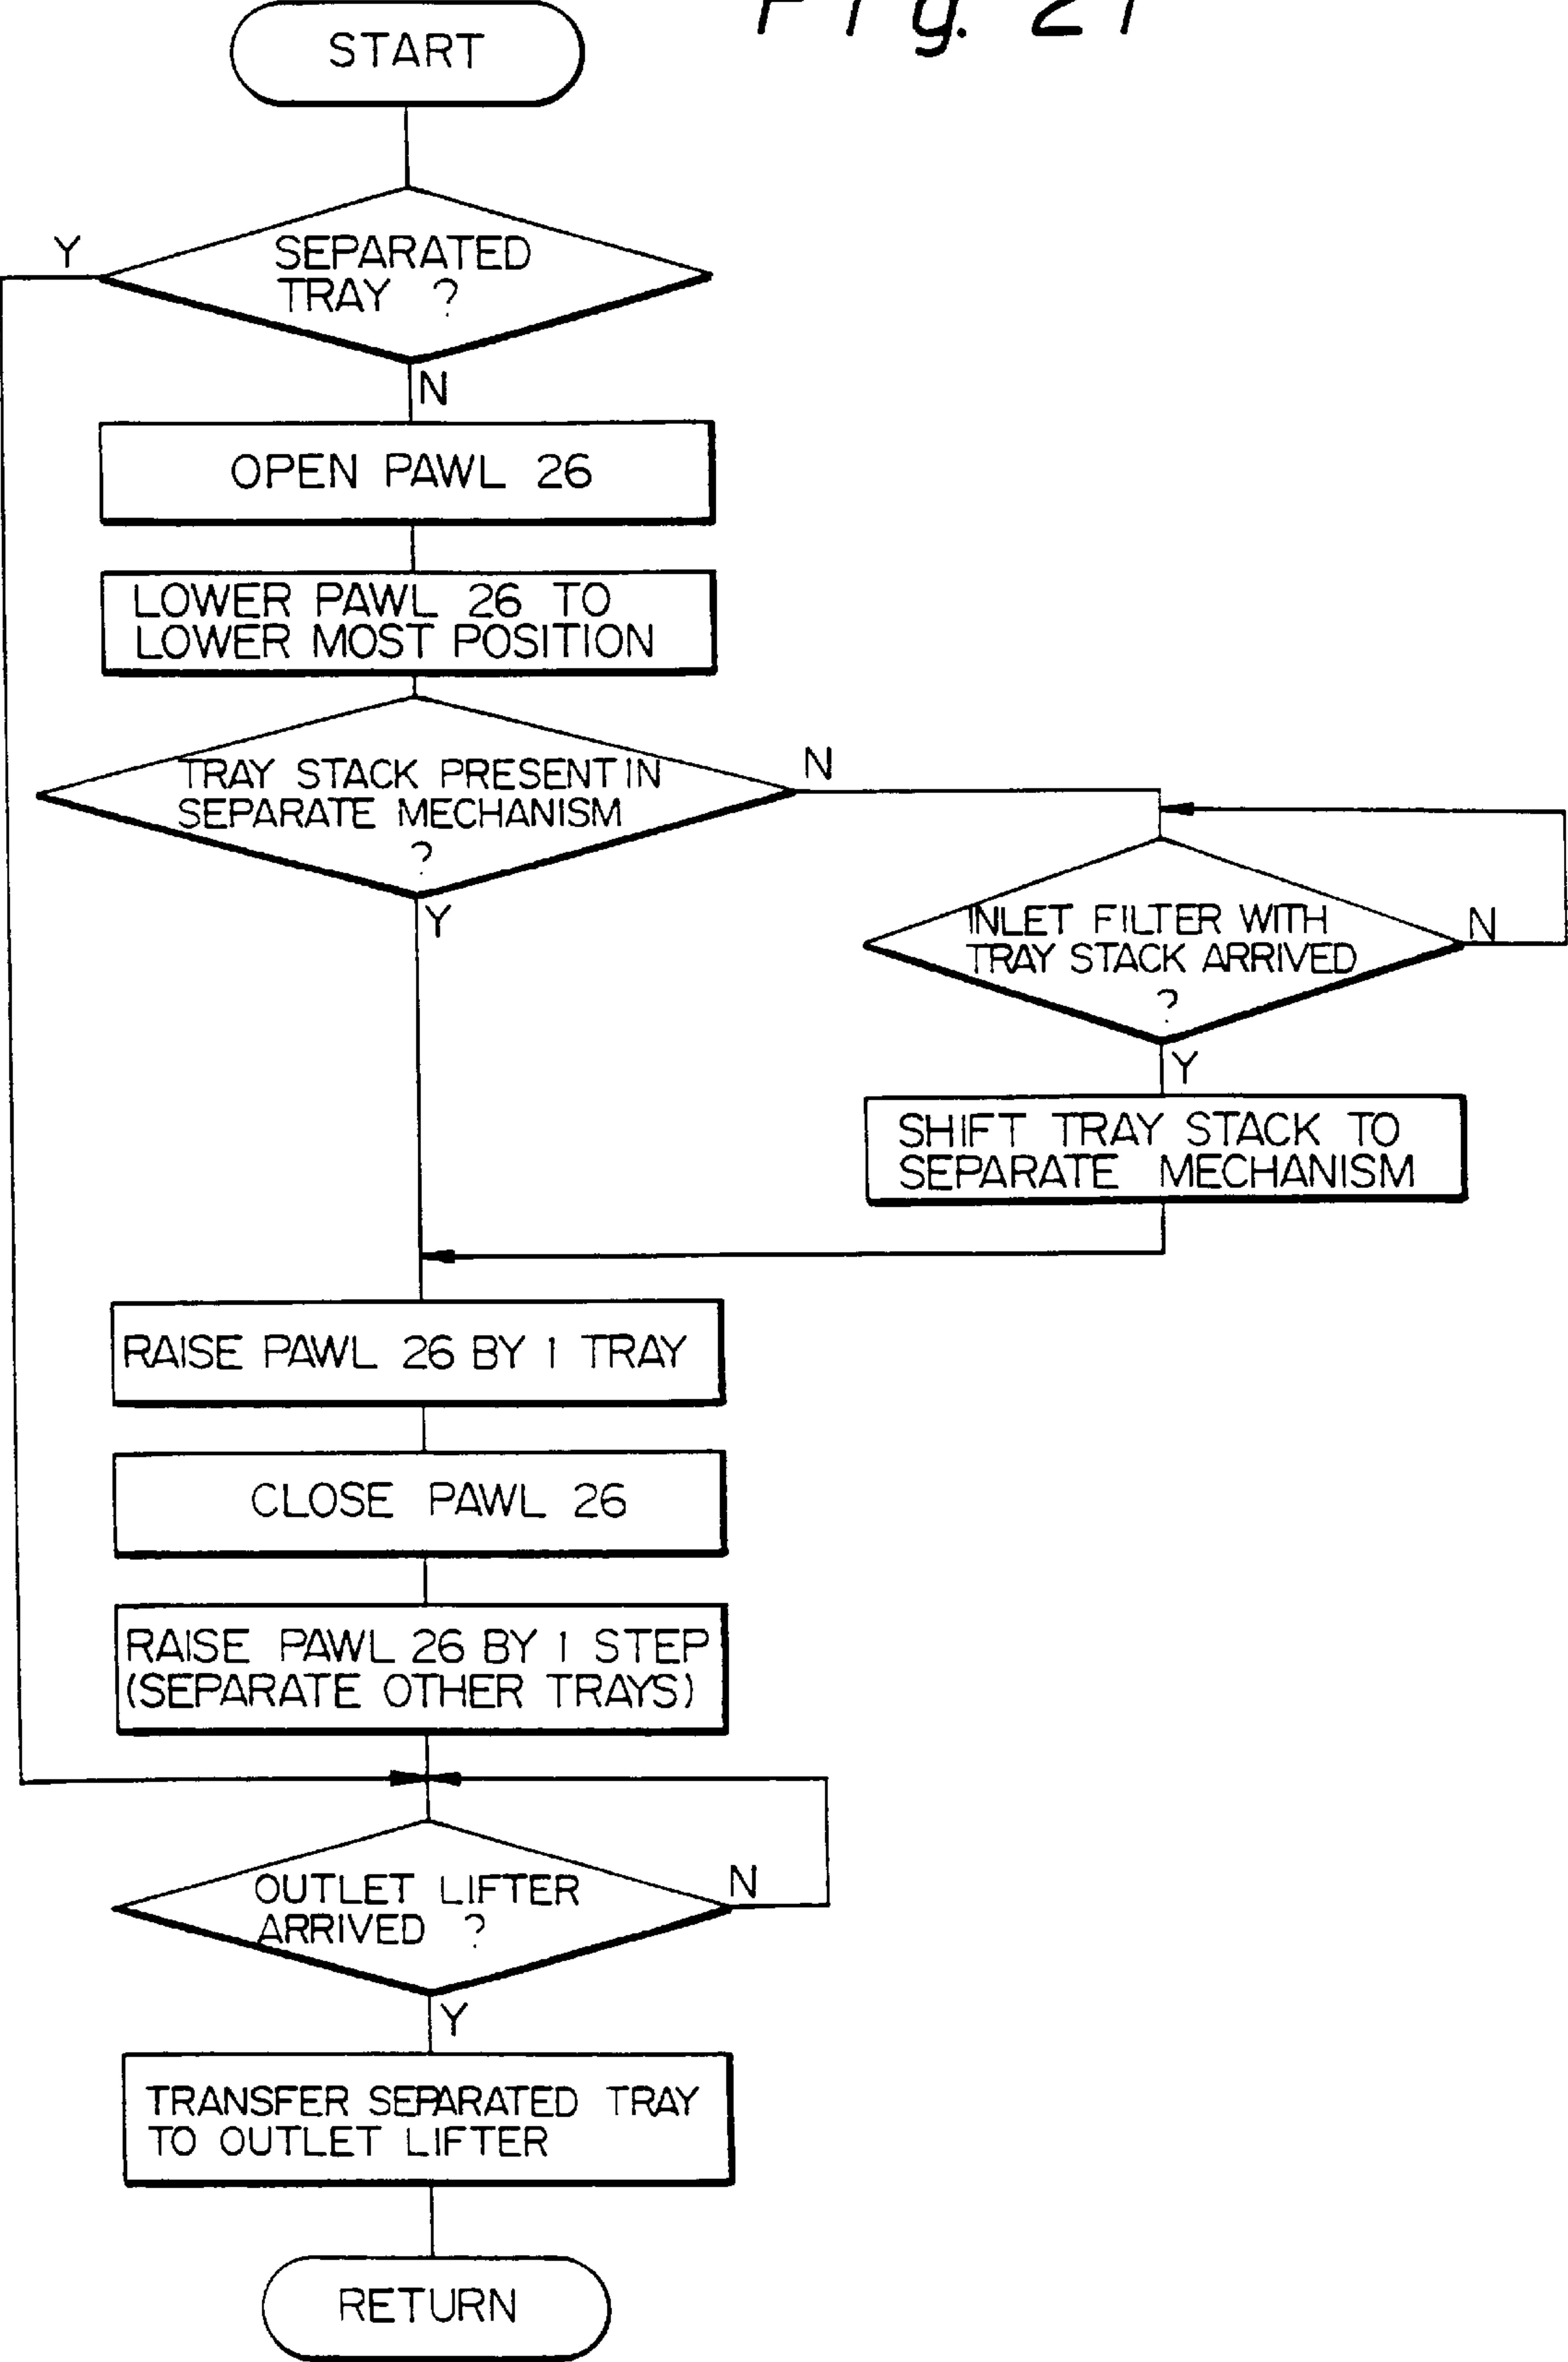 Fig. 21
START
SEPARATED
TRAY ?
Y
N
OPEN PAWL 26
LOWER PAWL 26 TO
LOWER MOST POSITION
TRAY STACK PRESENT IN
SEPARATE MECHANISM
?
N
Y
INLET FILTER WITH
TRAY STACK ARRIVED
?
N
Y
SHIFT TRAY STACK TO
SEPARATE MECHANISM
RAISE PAWL 26 BY 1 TRAY
CLOSE PAWL 26
RAISE PAWL 26 BY 1 STEP
(SEPARATE OTHER TRAYS)
OUTLET LIFTER
ARRIVED ?
N
Y
TRANSFER SEPARATED TRAY
TO OUTLET LIFTER
RETURN